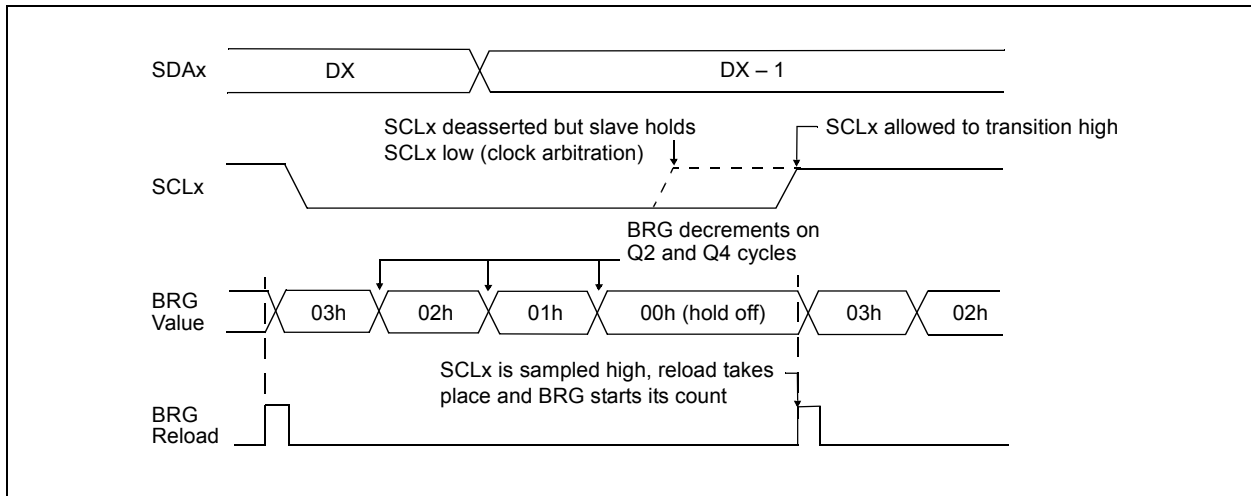 SDAx
DX
DX – 1
SCLx deasserted but slave holds
SCLx low (clock arbitration)
SCLx allowed to transition high
SCLx
BRG decrements on
Q2 and Q4 cycles
BRG
Value
03h
02h
01h
00h (hold off)
03h
02h
SCLx is sampled high, reload takes
place and BRG starts its count
BRG
Reload